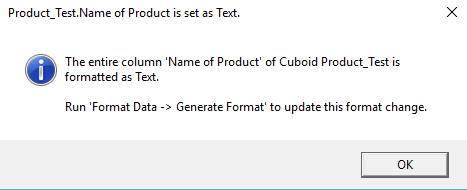 Product_Test.Name of Product is set as Text.
The entire column 'Name of Product' of Cuboid Product_Test is
formatted as Text.
Run 'Format Data -> Generate Format' to update this format change.
OK